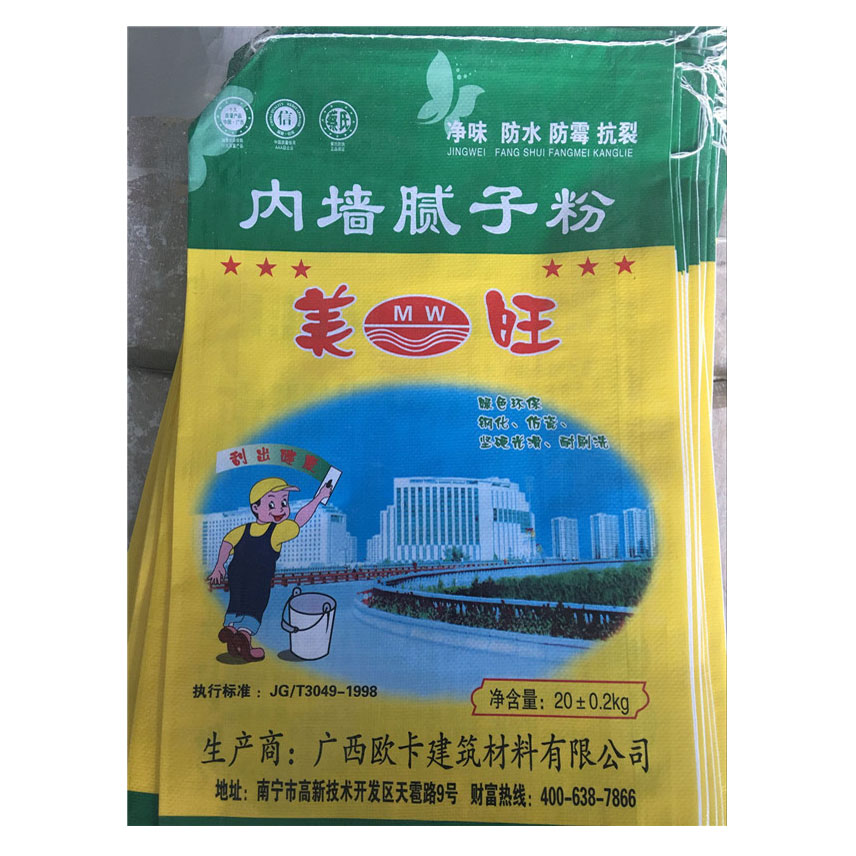 信
净味 防水 防霉 抗裂
JINGWEI FANG SHUI FANGMEI KANGLIE
内墙腻子粉
美 MW 旺
绿色环保
钢化、仿瓷、
坚硬光滑、耐刷洗
刮出健康
执行标准：JG/T3049-1998
净含量：20±0.2kg
生产商：广西欧卡建筑材料有限公司
地址：南宁市高新技术开发区天雹路9号 财富热线：400-638-7866